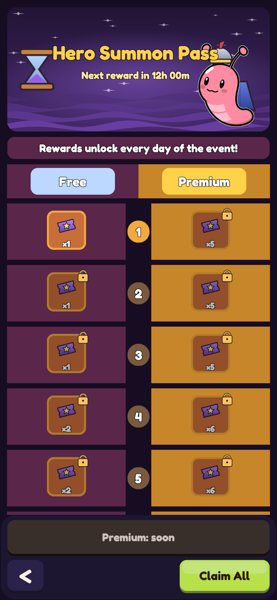 Hero Summon Pass
Next reward in 12h 00m
Rewards unlock every day of the event!
Free
Premium
x1
1
x5
x1
2
x5
x1
3
x5
x2
4
x6
x2
5
x6
Premium: soon
<
Claim All